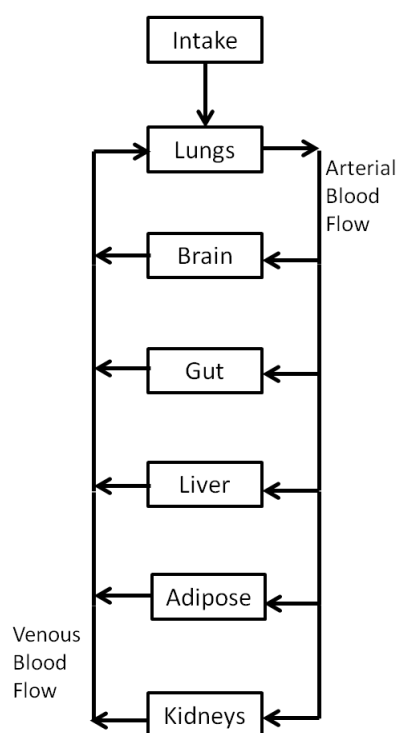 Intake
Lungs
Arterial
Blood
Flow
Brain
Gut
Liver
Adipose
Venous
Blood
Flow
Kidneys